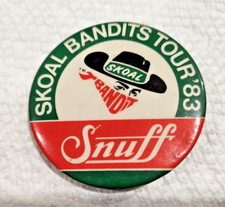 SKOAL BANDITS TOUR '83
SKOAL
BANDIT
Snuff